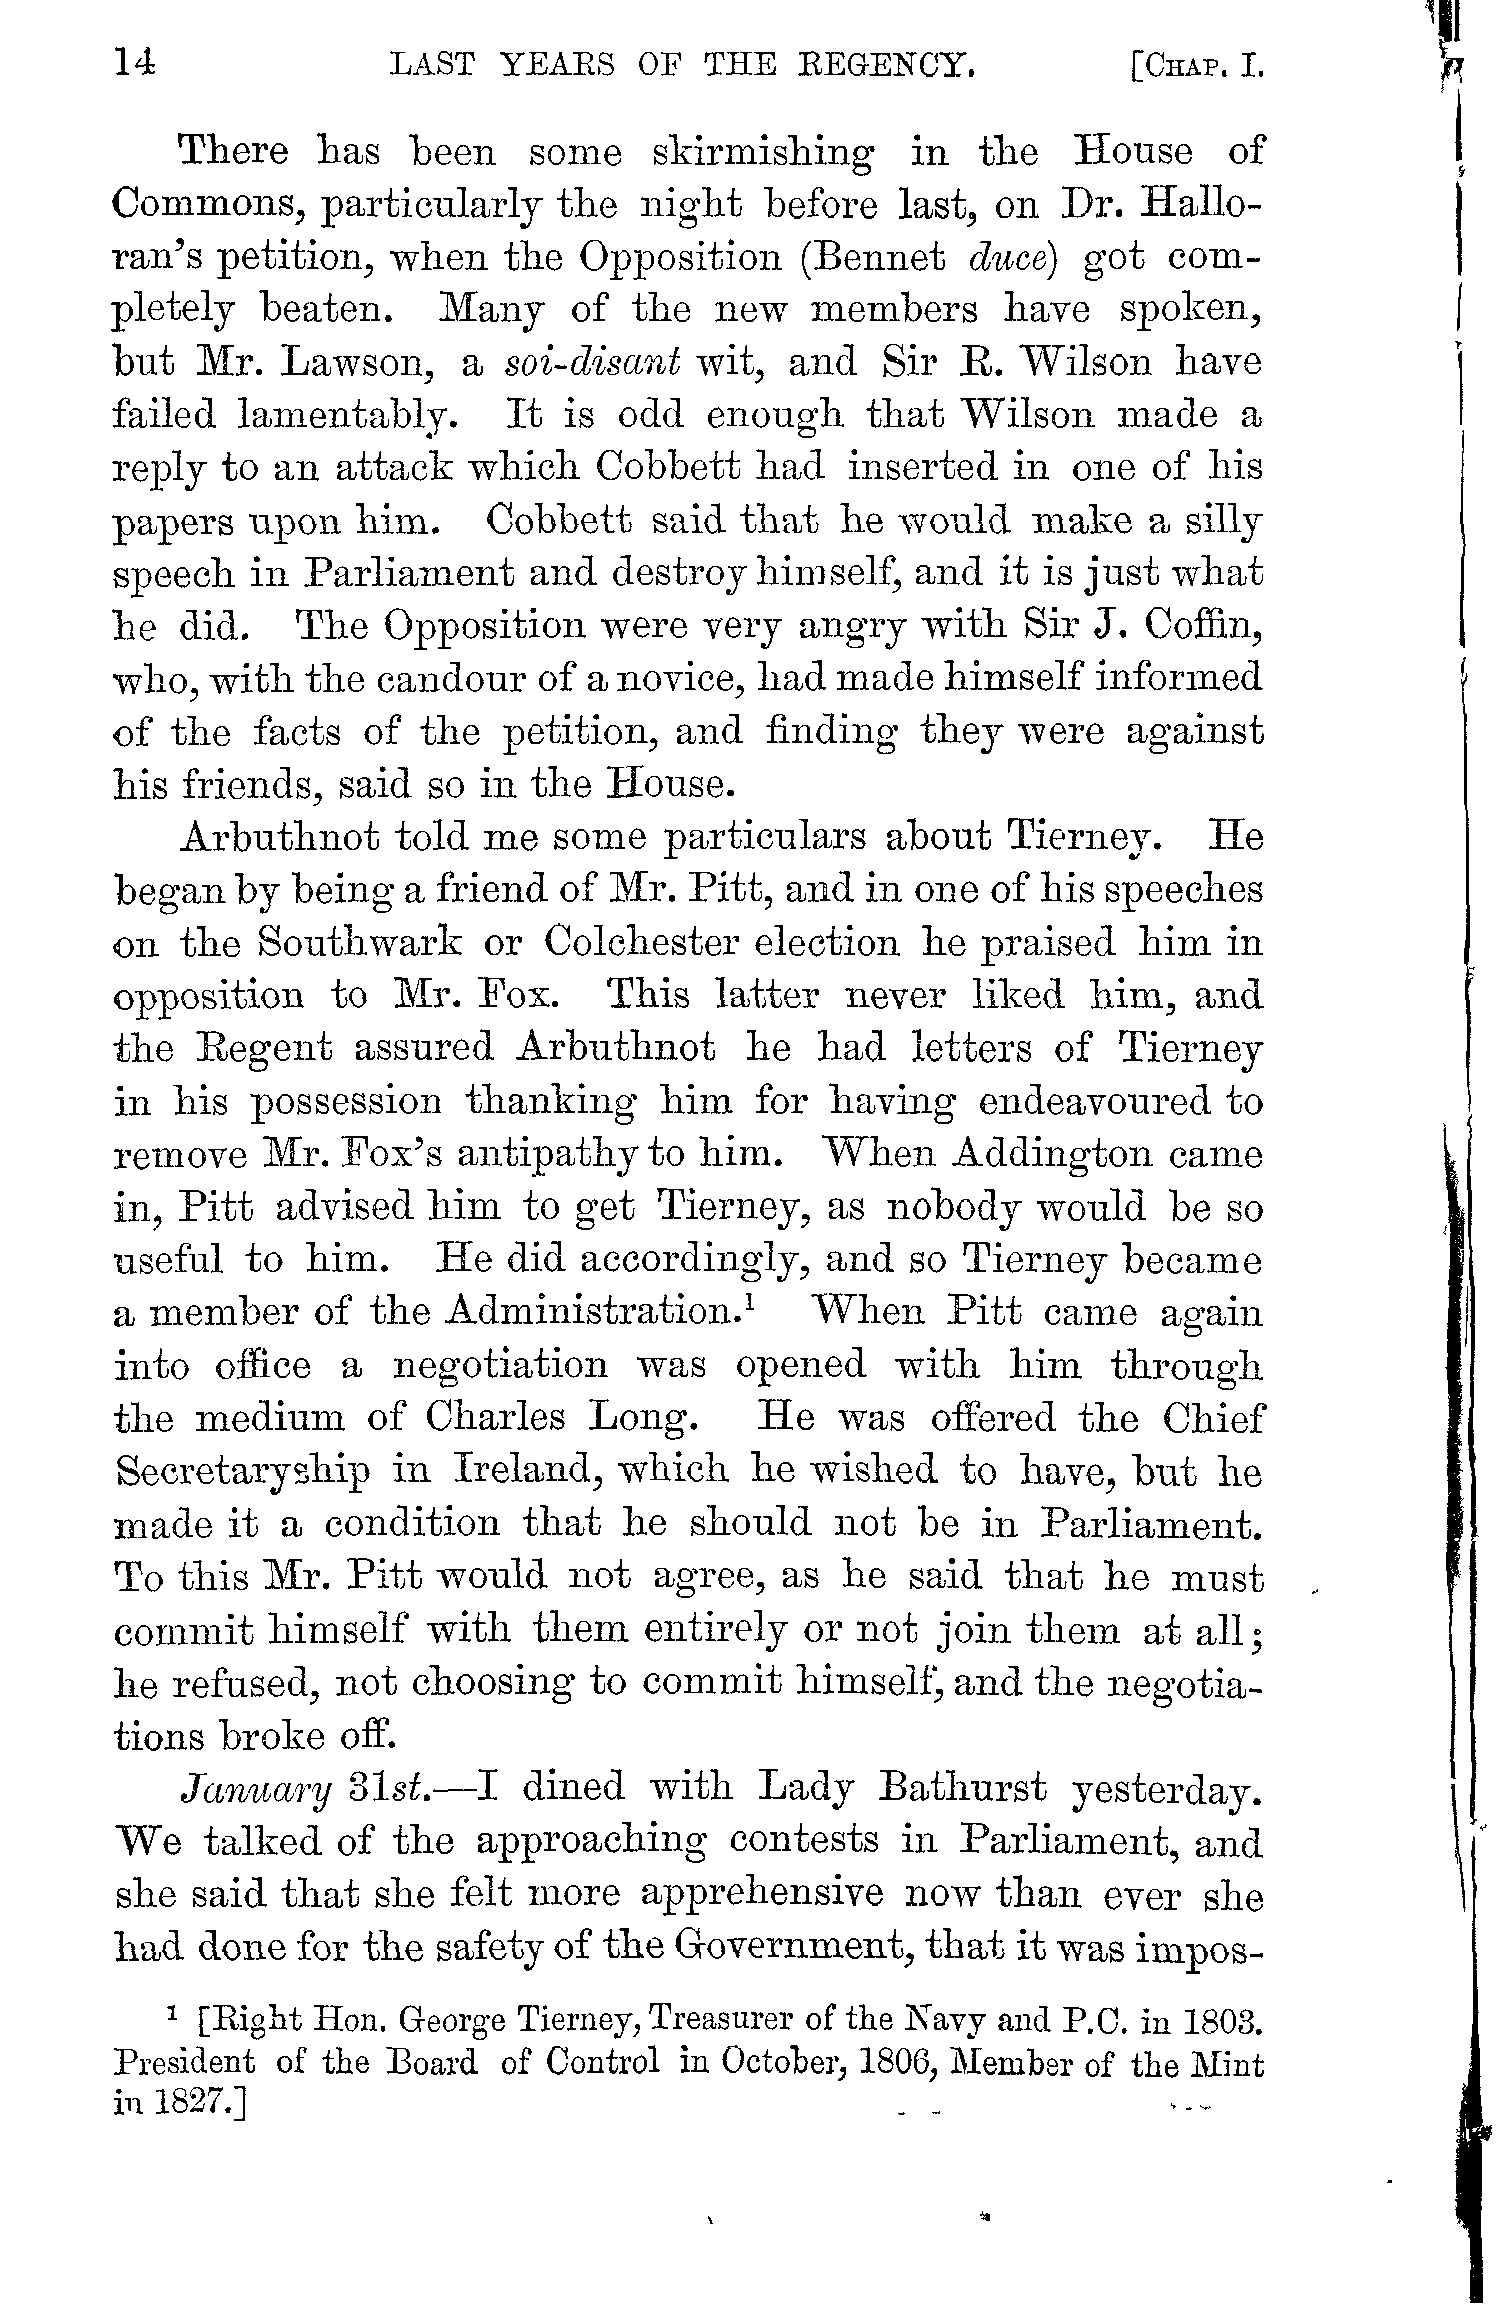 14 LAST YEARS OF THE REGENCY. [CHAP. I.
There has been some skirmishing in the House of
Commons, particularly the night before last, on Dr. Hallo-
ran's petition, when the Opposition (Bennet duce) got com-
pletely beaten. Many of the new members have spoken,
but Mr. Lawson, a soi-disant wit, and Sir R. Wilson have
failed lamentably. It is odd enough that Wilson made a
reply to an attack which Cobbett had inserted in one of his
papers upon him. Cobbett said that he would make a silly
speech in Parliament and destroy himself, and it is just what
he did. The Opposition were very angry with Sir J. Coffin,
who, with the candour of a novice, had made himself informed
of the facts of the petition, and finding they were against
his friends, said so in the House.
Arbuthnot told me some particulars about Tierney. He
began by being a friend of Mr. Pitt, and in one of his speeches
on the Southwark or Colchester election he praised him in
opposition to Mr. Fox. This latter never liked him, and
the Regent assured Arbuthnot he had letters of Tierney
in his possession thanking him for having endeavoured to
remove Mr. Fox's antipathy to him. When Addington came
in, Pitt advised him to get Tierney, as nobody would be so
useful to him. He did accordingly, and so Tierney became
a member of the Administration.¹ When Pitt came again
into office a negotiation was opened with him through
the medium of Charles Long. He was offered the Chief
Secretaryship in Ireland, which he wished to have, but he
made it a condition that he should not be in Parliament.
To this Mr. Pitt would not agree, as he said that he must
commit himself with them entirely or not join them at all;
he refused, not choosing to commit himself, and the negotia-
tions broke off.
January 31st.—I dined with Lady Bathurst yesterday.
We talked of the approaching contests in Parliament, and
she said that she felt more apprehensive now than ever she
had done for the safety of the Government, that it was impos-
¹ [Right Hon. George Tierney, Treasurer of the Navy and P.C. in 1803.
President of the Board of Control in October, 1806, Member of the Mint
in 1827.]